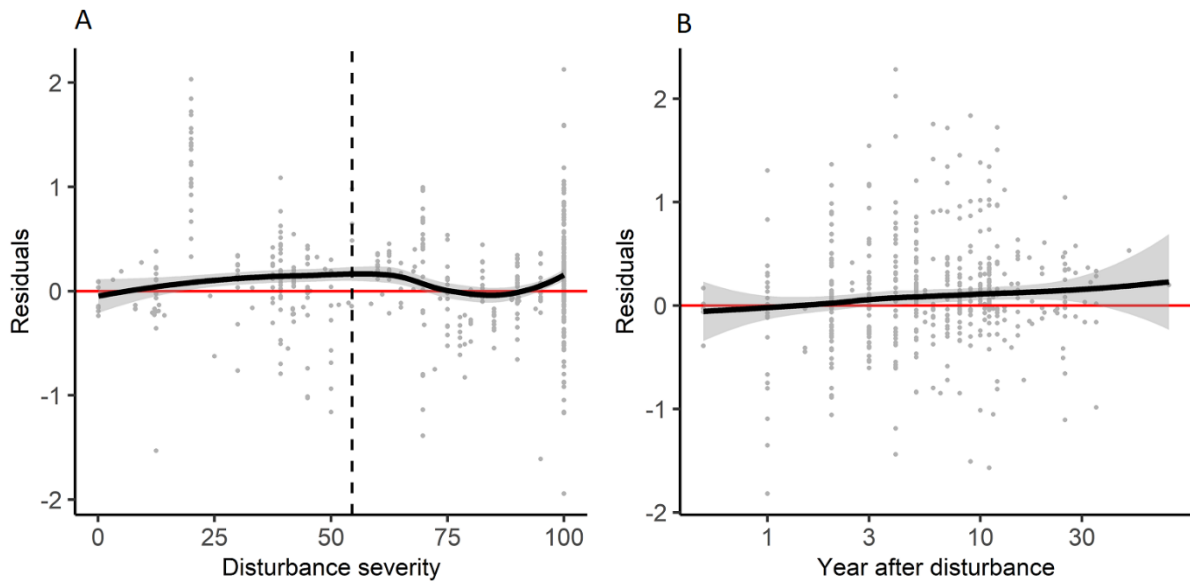 A
Residuals
2
1
0
-1
-2
0 25 50 75 100
Disturbance severity
B
Residuals
2
1
0
-1
-2
1 3 10 30
Year after disturbance